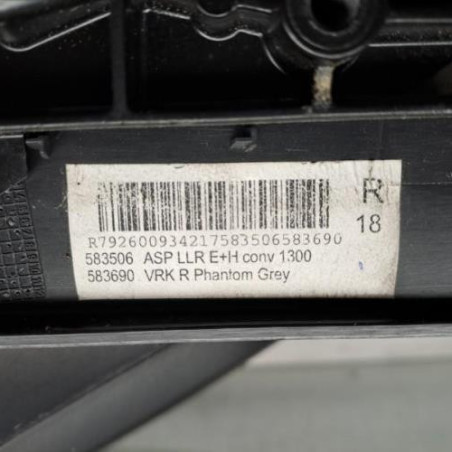 R792600934217583506583690
583506 ASP LLR E+H conv 1300
583690 VRK R Phantom Grey
R
18